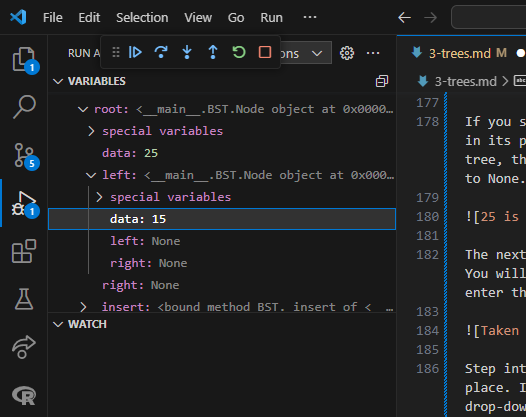 File Edit Selection View Go Run ···
RUN A
ons
3-trees.md M
VARIABLES
3-trees.md > abc
root: <__main__.BST.Node object at 0x0000…
special variables
data: 25
left: <__main__.BST.Node object at 0x000…
special variables
data: 15
left: None
right: None
right: None
insert: <bound method BST. insert of <
WATCH
1
5
1
177
178 If you s
in its p
tree, th
to None.
179
180 ![25 is
181
182 The next
You will
enter th
183
184 ![Taken
185
186 Step int
place. I
drop-dow
R